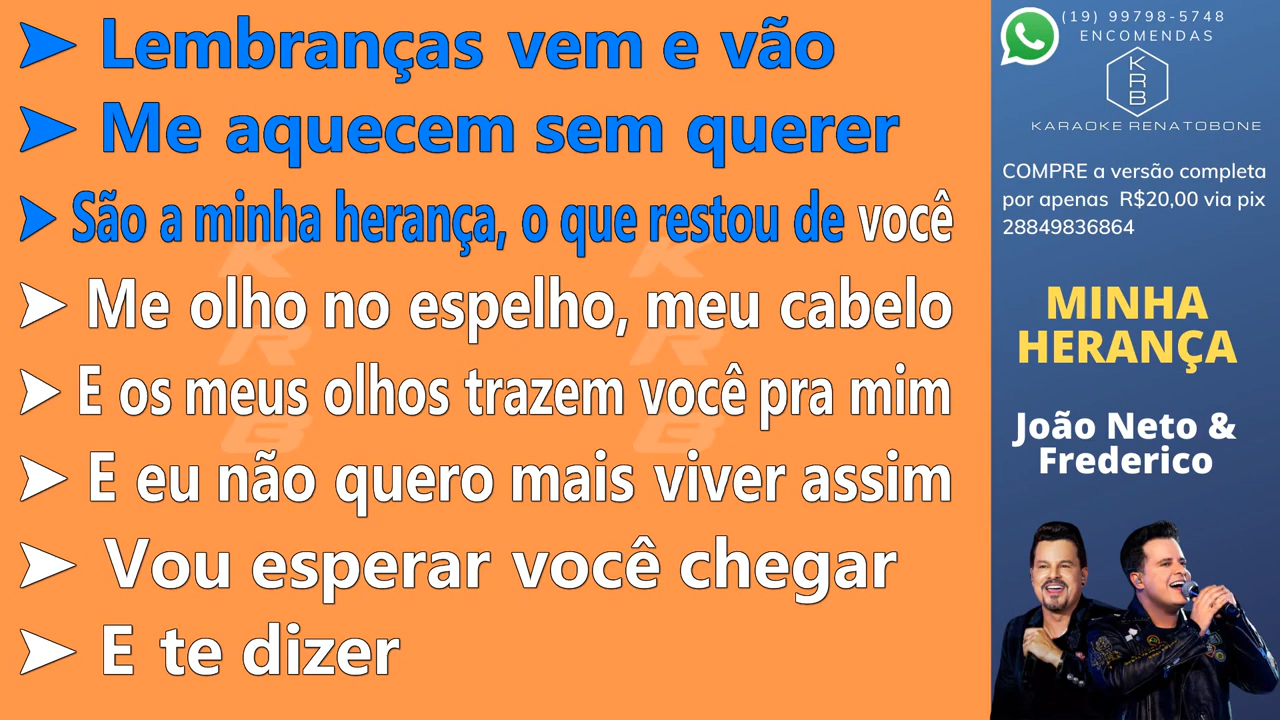 Lembranças vem e vão
Me aquecem sem querer
São a minha herança, o que restou de você
Me olho no espelho, meu cabelo
E os meus olhos trazem você pra mim
E eu não quero mais viver assim
Vou esperar você chegar
E te dizer
(19) 99798-5748
ENCOMENDAS
KRB
KARAOKE RENATOBONE
COMPRE a versão completa
por apenas R$20,00 via pix
28849836864
MINHA
HERANÇA
João Neto &
Frederico
KRB
KRB